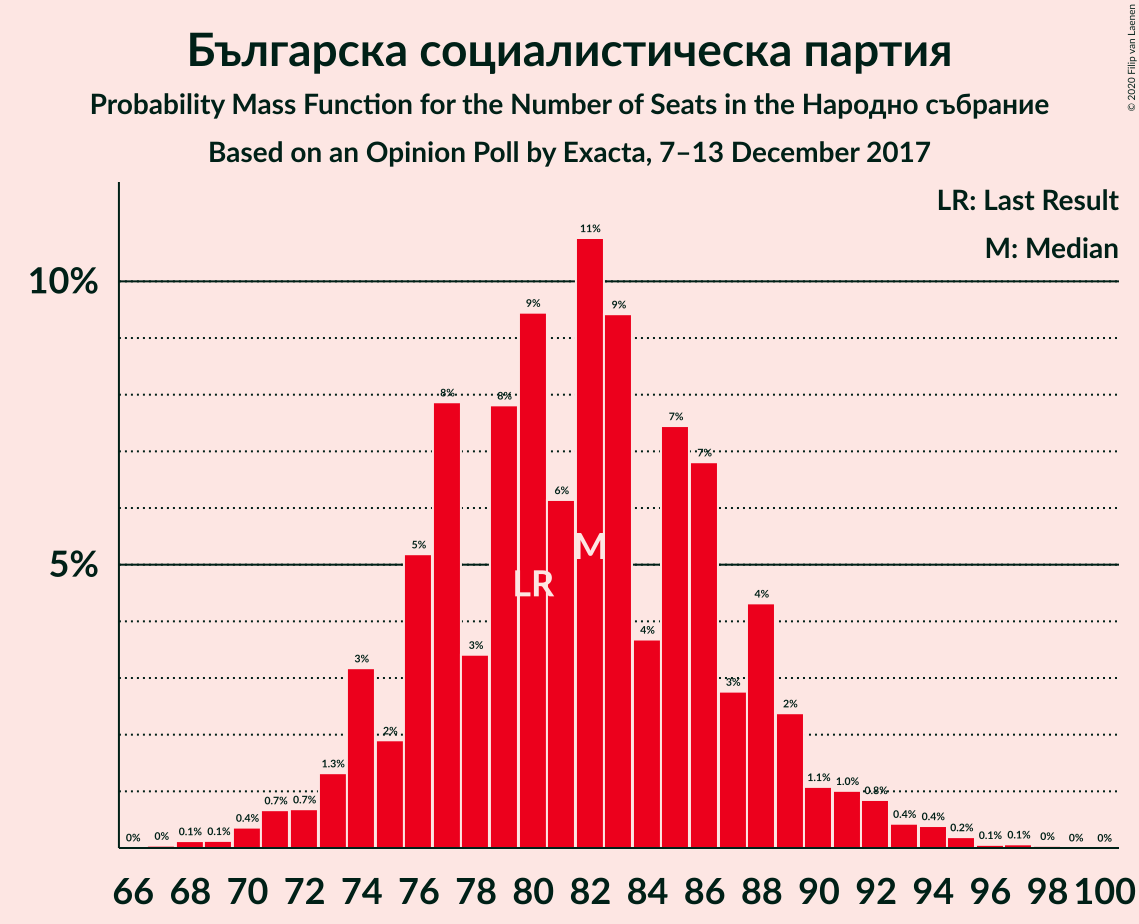 Българска социалистическа партия
Probability Mass Function for the Number of Seats in the Народно събрание
Based on an Opinion Poll by Exacta, 7–13 December 2017
© 2020 Filip van Laenen
LR: Last Result
M: Median
10%
5%
0% 0% 0.1% 0.1% 0.4% 0.7% 0.7% 1.3% 3% 2% 5% 8% 3% 8% 9% 6% 11% 9% 4% 7% 7% 3% 4% 2% 1.1% 1.0% 0.8% 0.4% 0.4% 0.2% 0.1% 0.1% 0% 0% 0%
M
LR
66 68 70 72 74 76 78 80 82 84 86 88 90 92 94 96 98 100